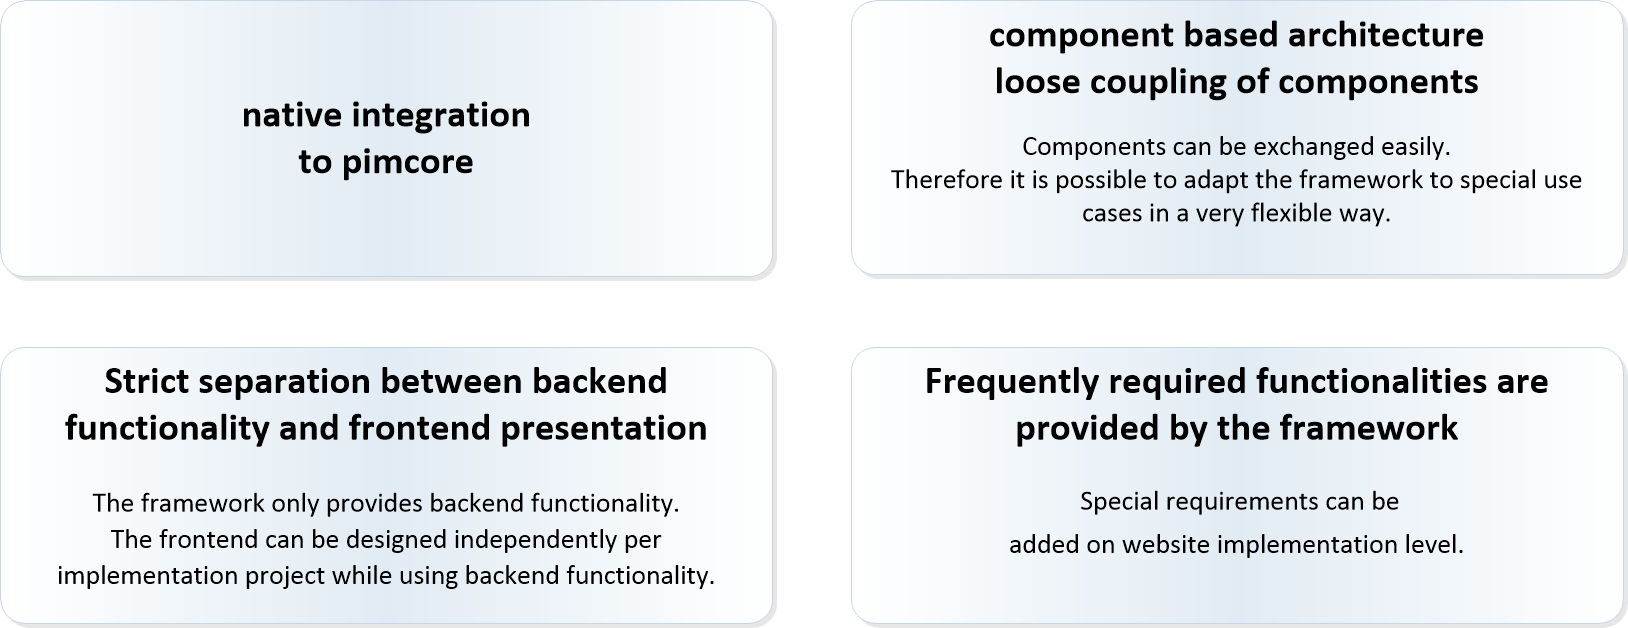 native integration
to pimcore
component based architecture
loose coupling of components
Components can be exchanged easily.
Therefore it is possible to adapt the framework to special use
cases in a very flexible way.
Strict separation between backend
functionality and frontend presentation
The framework only provides backend functionality.
The frontend can be designed independently per
implementation project while using backend functionality.
Frequently required functionalities are
provided by the framework
Special requirements can be
added on website implementation level.